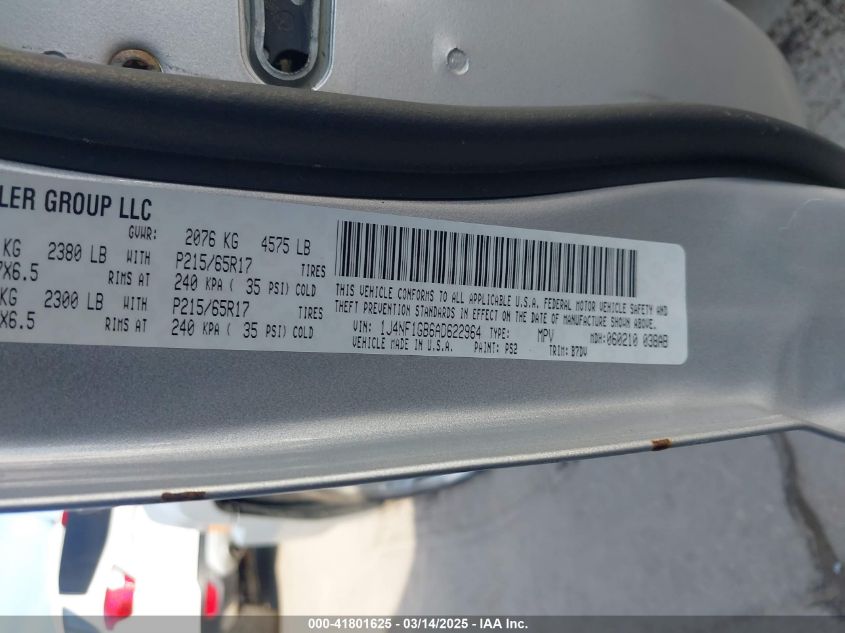 LER GROUP LLC
GVWR: 2076 KG 4575 LB
KG 2380 LB WITH P215/65R17 TIRES
X6.5 RIMS AT 240 KPA ( 35 PSI) COLD
KG 2300 LB WITH P215/65R17 TIRES
X6.5 RIMS AT 240 KPA ( 35 PSI) COLD
THIS VEHICLE CONFORMS TO ALL APPLICABLE U.S.A. FEDERAL MOTOR VEHICLE SAFETY AND
THEFT PREVENTION STANDARDS IN EFFECT ON THE DATE OF MANUFACTURE SHOWN ABOVE.
VIN: 1J4NF1GB6AD622964 TYPE: MPV MDH: 060210 038AB
VEHICLE MADE IN U.S.A. PAINT: PS2 TRIM: B7DV
000-41801625 - 03/14/2025 - IAA Inc.